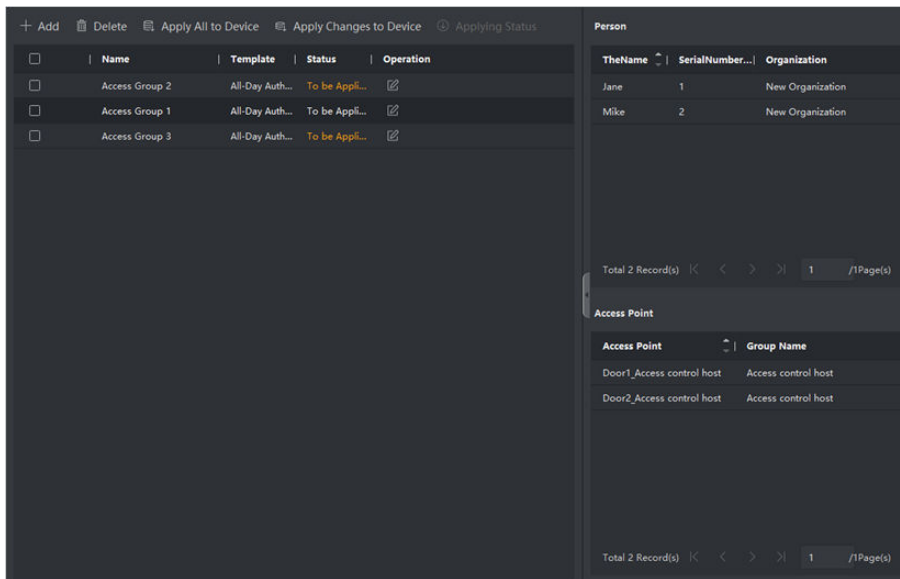 + Add Delete Apply All to Device Apply Changes to Device Applying Status
Name | Template | Status | Operation
Access Group 2 All-Day Auth... To be Appli...
Access Group 1 All-Day Auth... To be Appli...
Access Group 3 All-Day Auth... To be Appli...
Person
TheName | SerialNumber...| Organization
Jane 1 New Organization
Mike 2 New Organization
Total 2 Record(s) 1 /1Page(s)
Access Point
Access Point | Group Name
Door1_Access control host Access control host
Door2_Access control host Access control host
Total 2 Record(s) 1 /1Page(s)